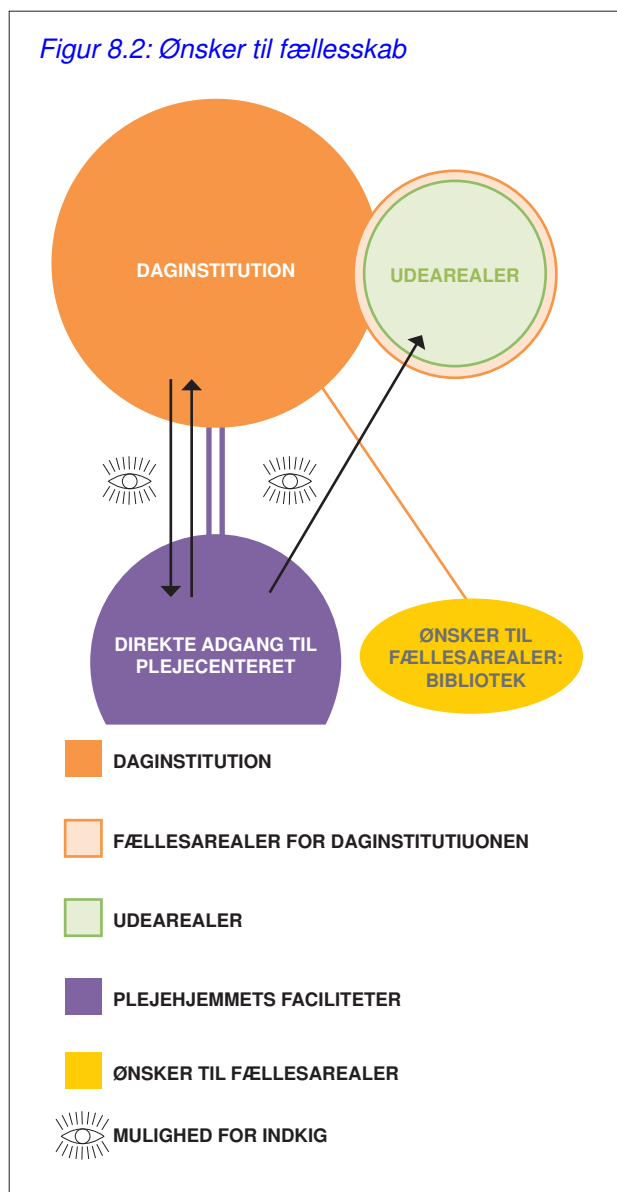 Figur 8.2: Ønsker til fællesskab
DAGINSTITUTION
UDEAREALER
DIREKTE ADGANG TIL
PLEJECENTERET
ØNSKER TIL
FÆLLESAREALER:
BIBLIOTEK
DAGINSTITUTION
FÆLLESAREALER FOR DAGINSTITUTIUONEN
UDEAREALER
PLEJEHJEMMETS FACILITETER
ØNSKER TIL FÆLLESAREALER
MULIGHED FOR INDKIG